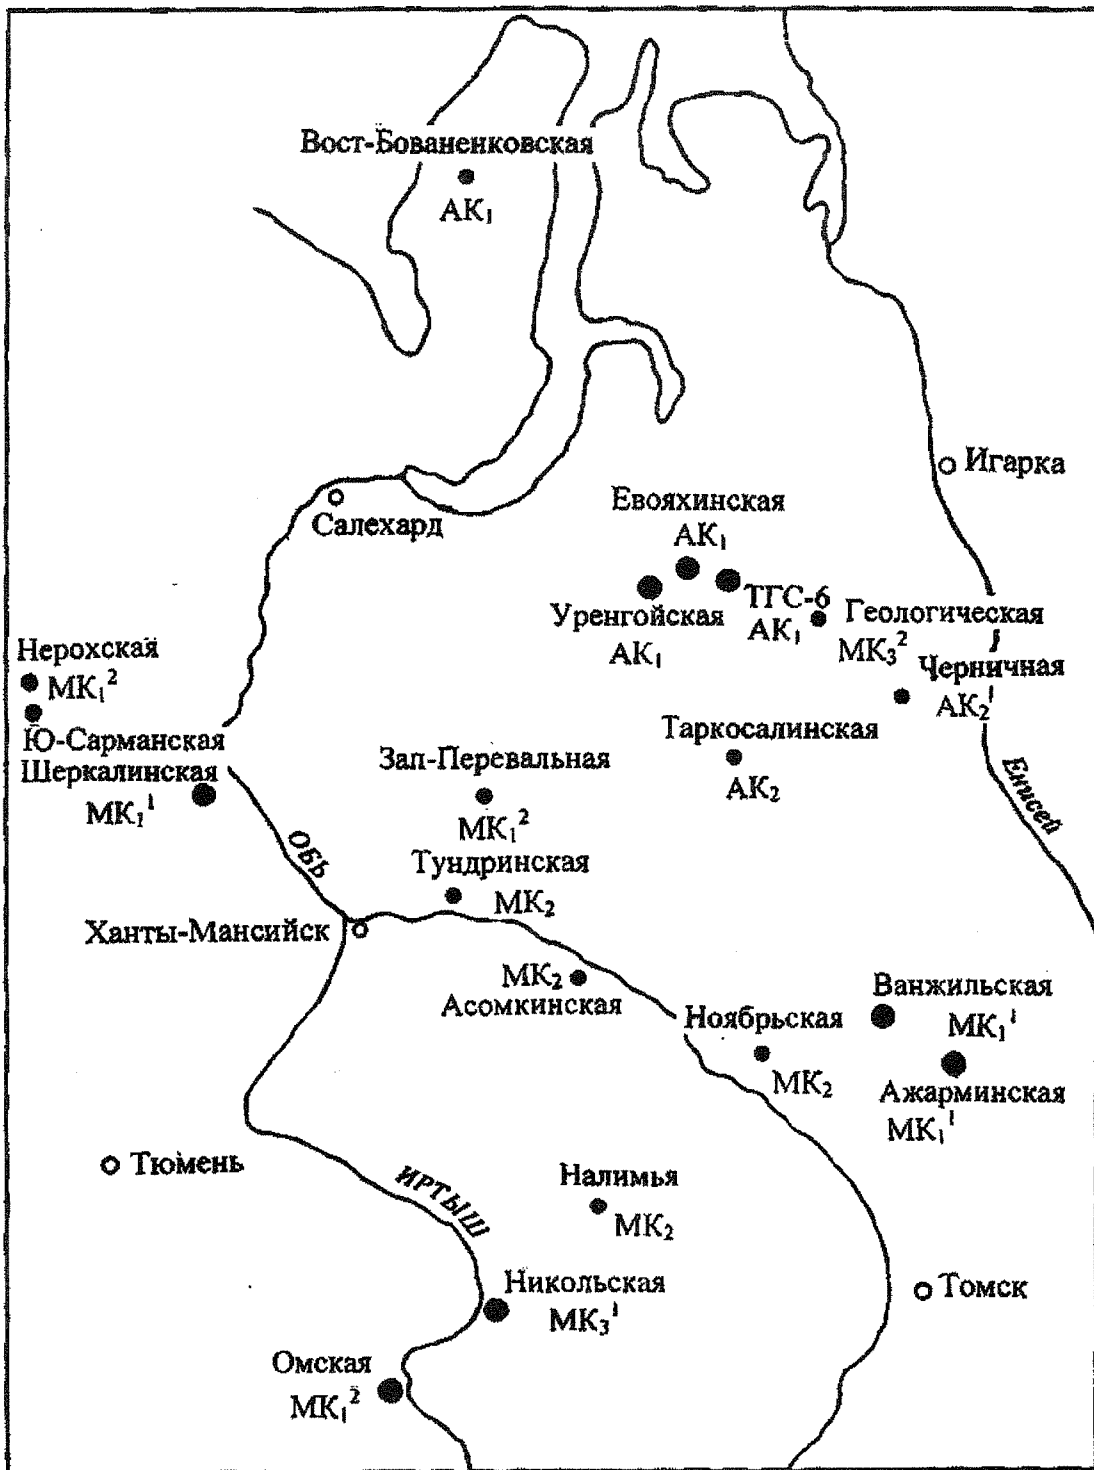 Вост-Бованенковская
АК₁
Игарка
Салехард
Евояхинская
АК₁
Уренгойская
АК₁
ТГС-6
АК₁
Геологическая
МК₃²
Нерохская
МК₁²
Ю-Сарманская
Черничная
АК₂¹
Шеркалинская
МК₁¹
Зап-Перевальная
МК₁²
Таркосалинская
АК₂
Енисей
ОБЬ
Тундринская
МК₂
Ханты-Мансийск
МК₂
Асомкинская
Ванжильская
МК₁¹
Ноябрьская
МК₂
Ажарминская
МК₁¹
Тюмень
ИРТЫШ
Налимья
МК₂
Никольская
МК₃¹
Томск
Омская
МК₁²